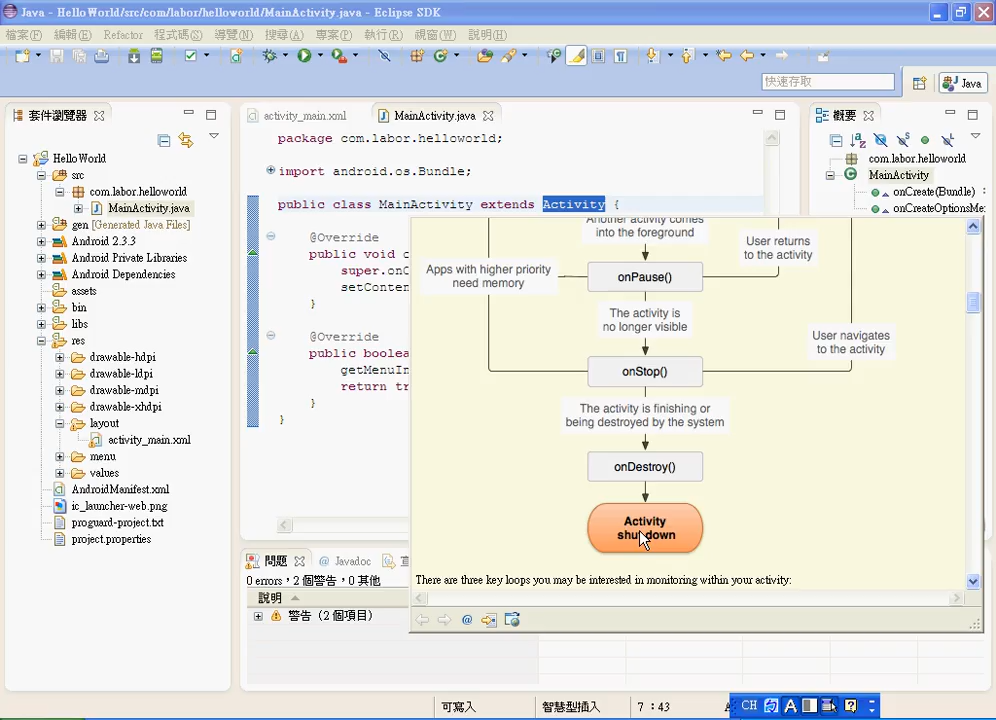 Java - HelloWorld/src/com/labor/helloworld/MainActivity.java - Eclipse SDK
檔案(F) 編輯(E) Refactor 程式碼(S) 導覽(N) 搜尋(A) 專案(P) 執行(R) 視窗(W) 說明(H)
快速存取
Java
套件瀏覽器
HelloWorld
src
com.labor.helloworld
MainActivity.java
gen [Generated Java Files]
Android 2.3.3
Android Private Libraries
Android Dependencies
assets
bin
libs
res
drawable-hdpi
drawable-ldpi
drawable-mdpi
drawable-xhdpi
layout
activity_main.xml
menu
values
AndroidManifest.xml
ic_launcher-web.png
proguard-project.txt
project.properties
activity_main.xml
MainActivity.java
package com.labor.helloworld;
import android.os.Bundle;
public class MainActivity extends Activity {
@Override
public void
super.onC
setConten
}
@Override
public boolea
getMenuIn
return tr
}
}
Another activity comes
into the foreground
User returns
to the activity
Apps with higher priority
need memory
onPause()
The activity is
no longer visible
User navigates
to the activity
onStop()
The activity is finishing or
being destroyed by the system
onDestroy()
Activity
shutdown
There are three key loops you may be interested in monitoring within your activity:
概要
com.labor.helloworld
MainActivity
onCreate(Bundle) :
onCreateOptionsMe
問題
@ Javadoc
0 errors，2 個警告，0 其他
說明
警告（2 個項目）
可寫入
智慧型插入
7：43
CH